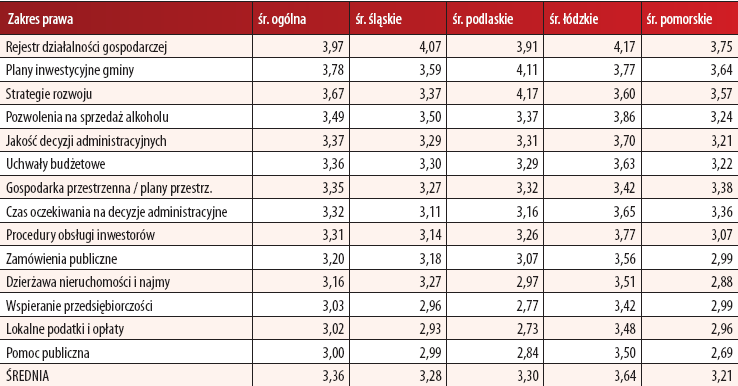 Zakres prawa śr. ogólna śr. śląskie śr. podlaskie śr. łódzkie śr. pomorskie
Rejestr działalności gospodarczej 3,97 4,07 3,91 4,17 3,75
Plany inwestycyjne gminy 3,78 3,59 4,11 3,77 3,64
Strategie rozwoju 3,67 3,37 4,17 3,60 3,57
Pozwolenia na sprzedaż alkoholu 3,49 3,50 3,37 3,86 3,24
Jakość decyzji administracyjnych 3,37 3,29 3,31 3,70 3,21
Uchwały budżetowe 3,36 3,30 3,29 3,63 3,22
Gospodarka przestrzenna / plany przestrz. 3,35 3,27 3,32 3,42 3,38
Czas oczekiwania na decyzje administracyjne 3,32 3,11 3,16 3,65 3,36
Procedury obsługi inwestorów 3,31 3,14 3,26 3,77 3,07
Zamówienia publiczne 3,20 3,18 3,07 3,56 2,99
Dzierżawa nieruchomości i najmy 3,16 3,27 2,97 3,51 2,88
Wspieranie przedsiębiorczości 3,03 2,96 2,77 3,42 2,99
Lokalne podatki i opłaty 3,02 2,93 2,73 3,48 2,96
Pomoc publiczna 3,00 2,99 2,84 3,50 2,69
ŚREDNIA 3,36 3,28 3,30 3,64 3,21